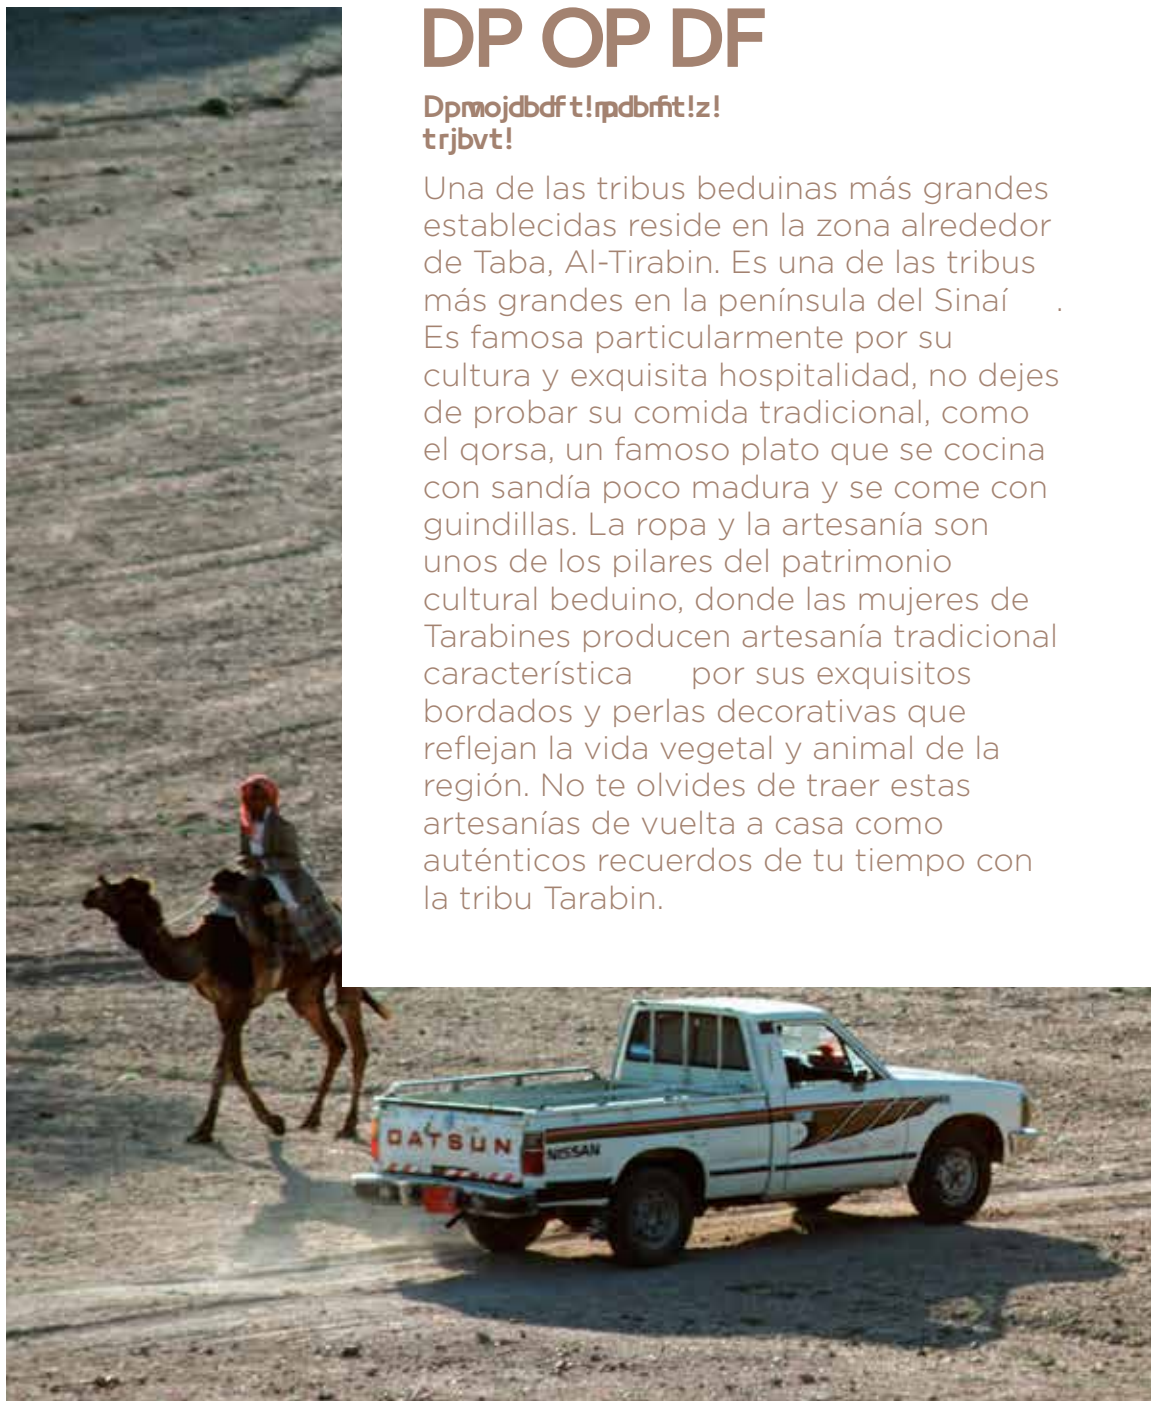 DP OP DF
Dpmvojdbdf t!mpdbmft!z!
trjbvt!
Una de las tribus beduinas más grandes
establecidas reside en la zona alrededor
de Taba, Al-Tirabin. Es una de las tribus
más grandes en la península del Sinaí .
Es famosa particularmente por su
cultura y exquisita hospitalidad, no dejes
de probar su comida tradicional, como
el qorsa, un famoso plato que se cocina
con sandía poco madura y se come con
guindillas. La ropa y la artesanía son
unos de los pilares del patrimonio
cultural beduino, donde las mujeres de
Tarabines producen artesanía tradicional
característica por sus exquisitos
bordados y perlas decorativas que
reflejan la vida vegetal y animal de la
región. No te olvides de traer estas
artesanías de vuelta a casa como
auténticos recuerdos de tu tiempo con
la tribu Tarabin.
DATSUN
NISSAN